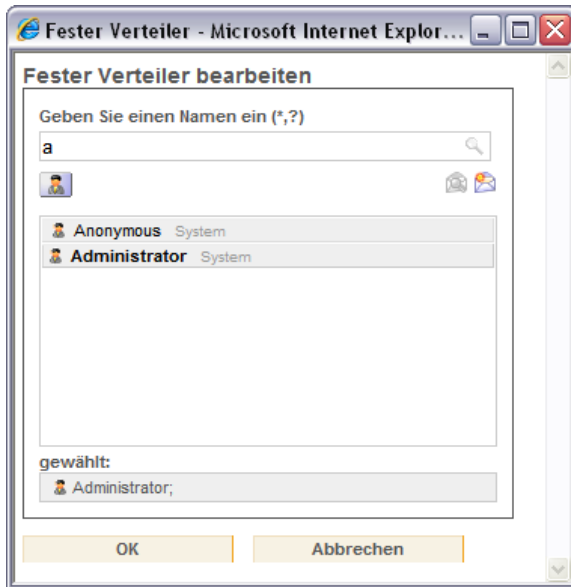 Fester Verteiler - Microsoft Internet Explor...
Fester Verteiler bearbeiten
Geben Sie einen Namen ein (*,?)
a
Anonymous System
Administrator System
gewählt:
Administrator;
OK Abbrechen